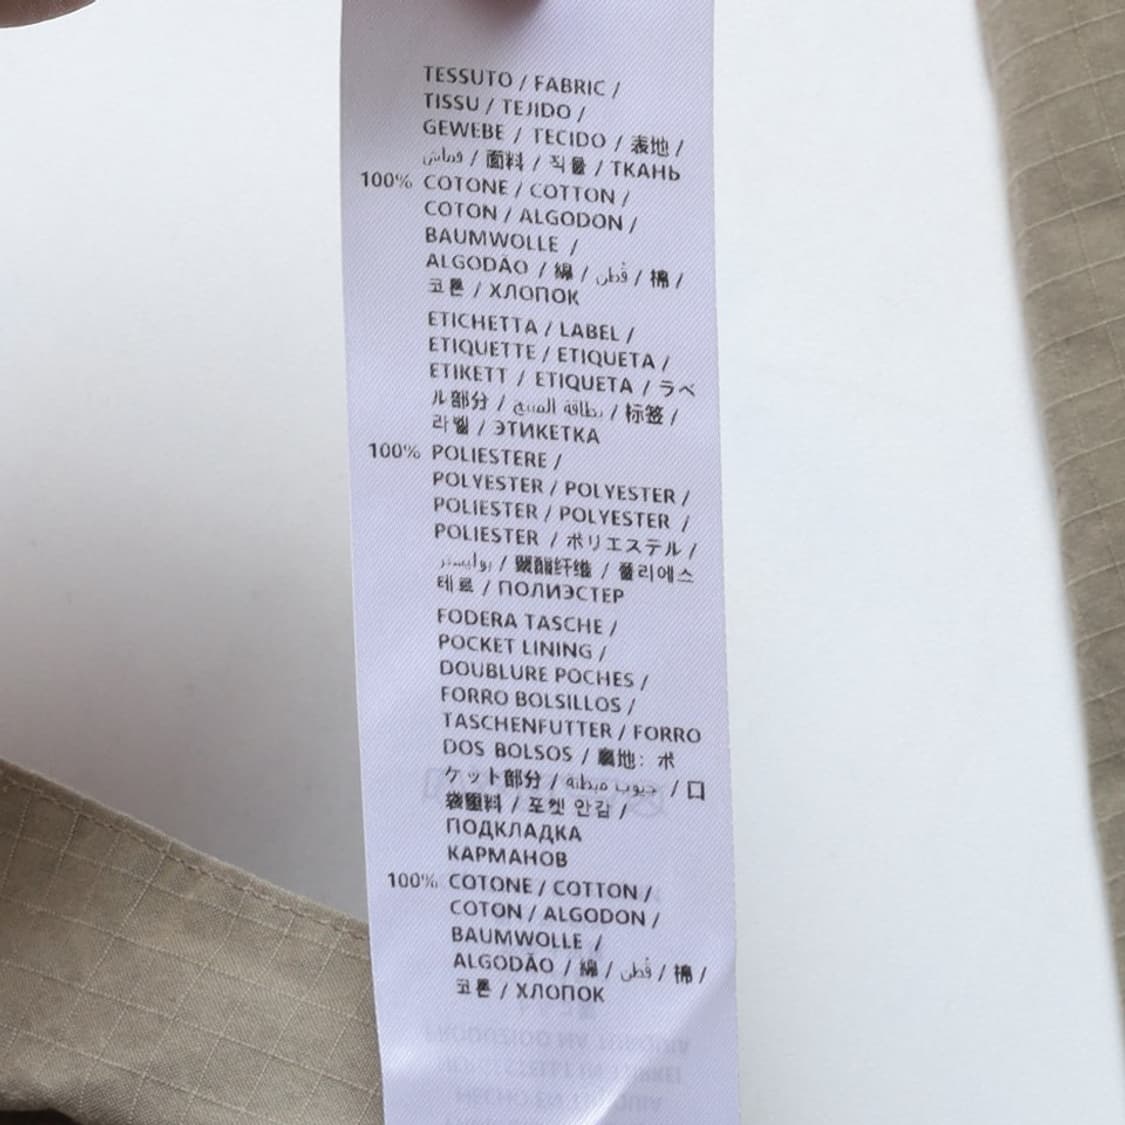 TESSUTO / FABRIC /
TISSU / TEJIDO /
GEWEBE / TECIDO / 表地 /
قماش / 面料 / 직물 / ТКАНЬ
100% COTONE / COTTON /
COTON / ALGODON /
BAUMWOLLE /
ALGODÃO / 綿 / قُطن / 棉 /
코튼 / ХЛОПОК
ETICHETTA / LABEL /
ETIQUETTE / ETIQUETA /
ETIKETT / ETIQUETA / ラベ
ル部分 / بطاقة المنتج / 标签 /
라벨 / ЭТИКЕТКА
100% POLIESTERE /
POLYESTER / POLYESTER /
POLIESTER / POLYESTER /
POLIESTER / ポリエステル /
بوليستر / 聚酯纤维 / 폴리에스
테르 / ПОЛИЭСТЕР
FODERA TASCHE /
POCKET LINING /
DOUBLURE POCHES /
FORRO BOLSILLOS /
TASCHENFUTTER / FORRO
DOS BOLSOS / 裏地: ポ
ケット部分 / جيوب مبطنة / 口
袋里料 / 포켓 안감 /
ПОДКЛАДКА
КАРМАНОВ
100% COTONE / COTTON /
COTON / ALGODON /
BAUMWOLLE /
ALGODÃO / 綿 / قُطن / 棉 /
코튼 / ХЛОПОК